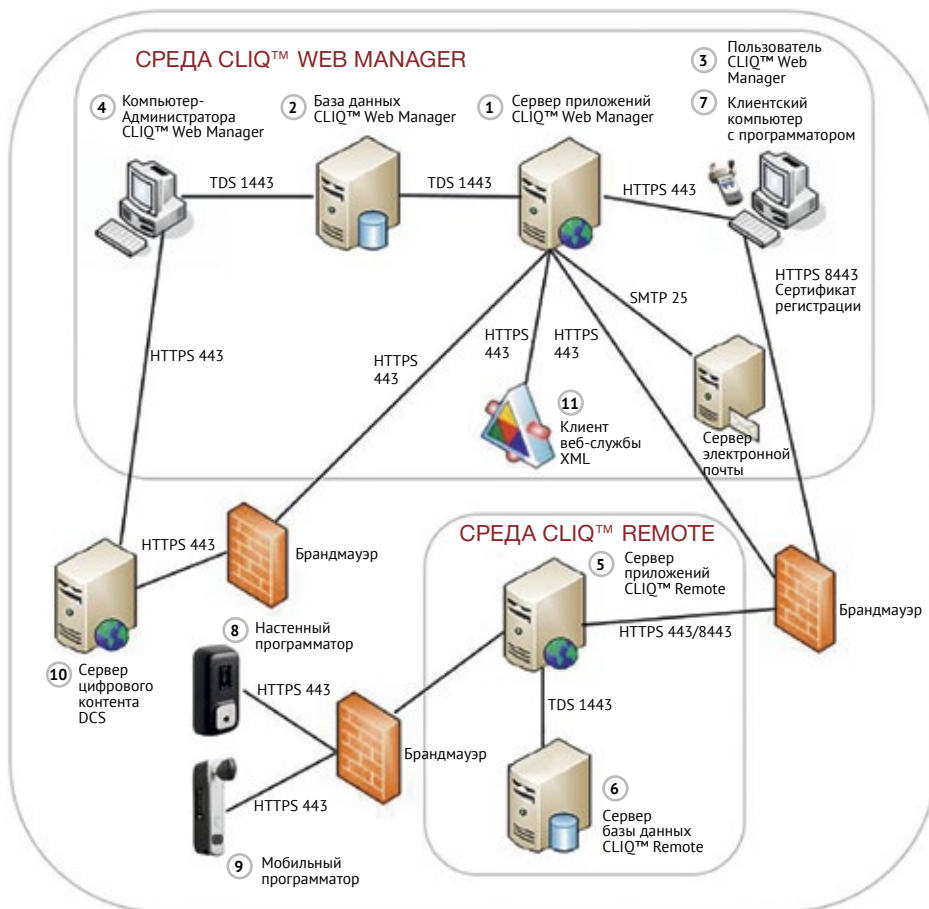 СРЕДА CLIQ™ WEB MANAGER
3 Пользователь
CLIQ™ Web
Manager
4 Компьютер-
Администратора
CLIQ™ Web Manager
2 База данных
CLIQ™ Web Manager
1 Сервер приложений
CLIQ™ Web Manager
7 Клиентский
компьютер
с программатором
TDS 1443
TDS 1443
HTTPS 443
HTTPS 8443
Сертификат
регистрации
SMTP 25
HTTPS 443
HTTPS
443
HTTPS
443
HTTPS
443
11
Клиент
веб-службы
XML
Сервер
электронной
почты
СРЕДА CLIQ™ REMOTE
HTTPS 443
Брандмауэр
5 Сервер
приложений
CLIQ™ Remote
Брандмауэр
HTTPS 443/8443
8 Настенный
программатор
10 Сервер
цифрового
контента
DCS
HTTPS 443
TDS 1443
Брандмауэр
HTTPS 443
6
Сервер
базы данных
CLIQ™ Remote
9 Мобильный
программатор